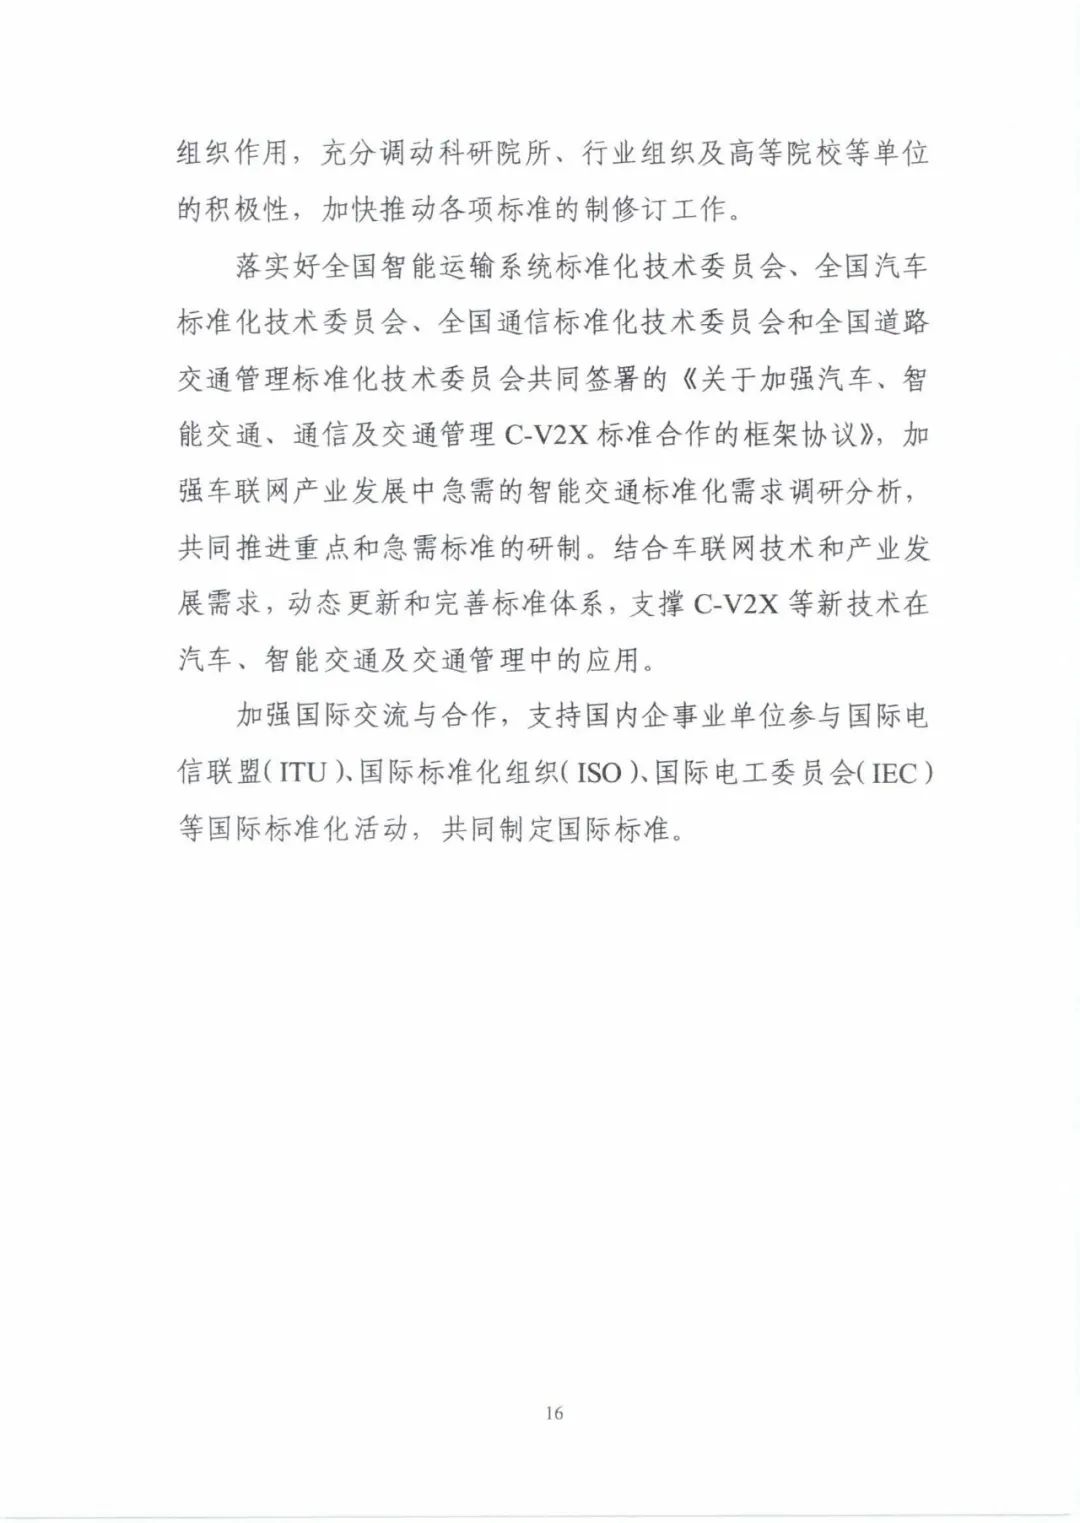 组织作用，充分调动科研院所、行业组织及高等院校等单位
的积极性，加快推动各项标准的制修订工作。
落实好全国智能运输系统标准化技术委员会、全国汽车
标准化技术委员会、全国通信标准化技术委员会和全国道路
交通管理标准化技术委员会共同签署的《关于加强汽车、智
能交通、通信及交通管理 C-V2X 标准合作的框架协议》，加
强车联网产业发展中急需的智能交通标准化需求调研分析，
共同推进重点和急需标准的研制。结合车联网技术和产业发
展需求，动态更新和完善标准体系，支撑 C-V2X 等新技术在
汽车、智能交通及交通管理中的应用。
加强国际交流与合作，支持国内企事业单位参与国际电
信联盟（ITU）、国际标准化组织（ISO）、国际电工委员会（IEC）
等国际标准化活动，共同制定国际标准。
16